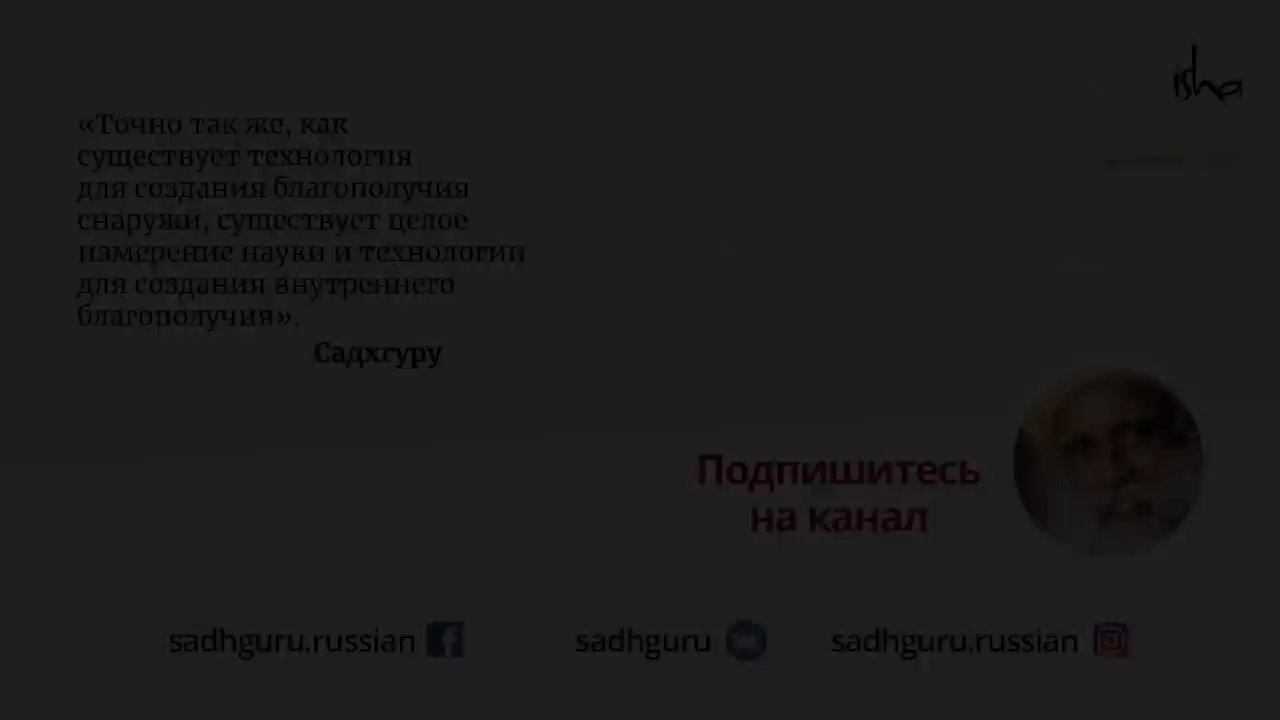 isha
«Точно так же, как
существует технология
для создания благополучия
снаружи, существует целое
измерение науки и технологии
для создания внутреннего
благополучия».
Садхгуру
Подпишитесь
на канал
sadhguru.russian
sadhguru
sadhguru.russian